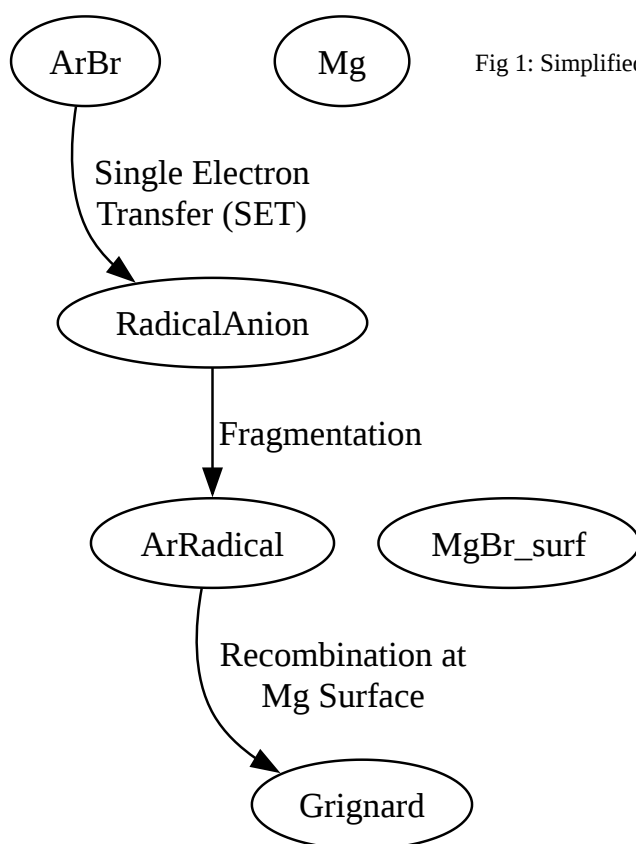 ArBr
Mg
Fig 1: Simplified
Single Electron
Transfer (SET)
RadicalAnion
Fragmentation
ArRadical
MgBr_surf
Recombination at
Mg Surface
Grignard